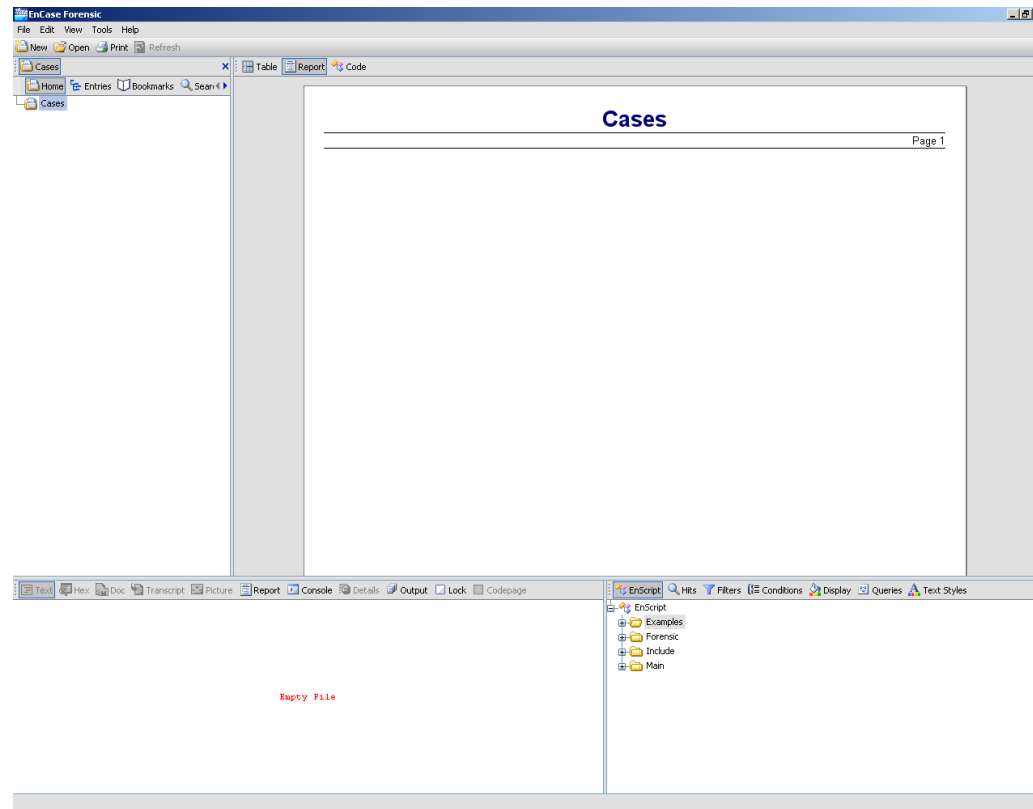 EnCase Forensic
File Edit View Tools Help
New Open Print Refresh
Cases
Table Report Code
Home Entries Bookmarks Sear
Cases
Cases
Page 1
Text Hex Doc Transcript Picture Report Console Details Output Lock Codepage
EnScript Hits Filters Conditions Display Queries Text Styles
EnScript
Examples
Forensic
Include
Main
Empty File